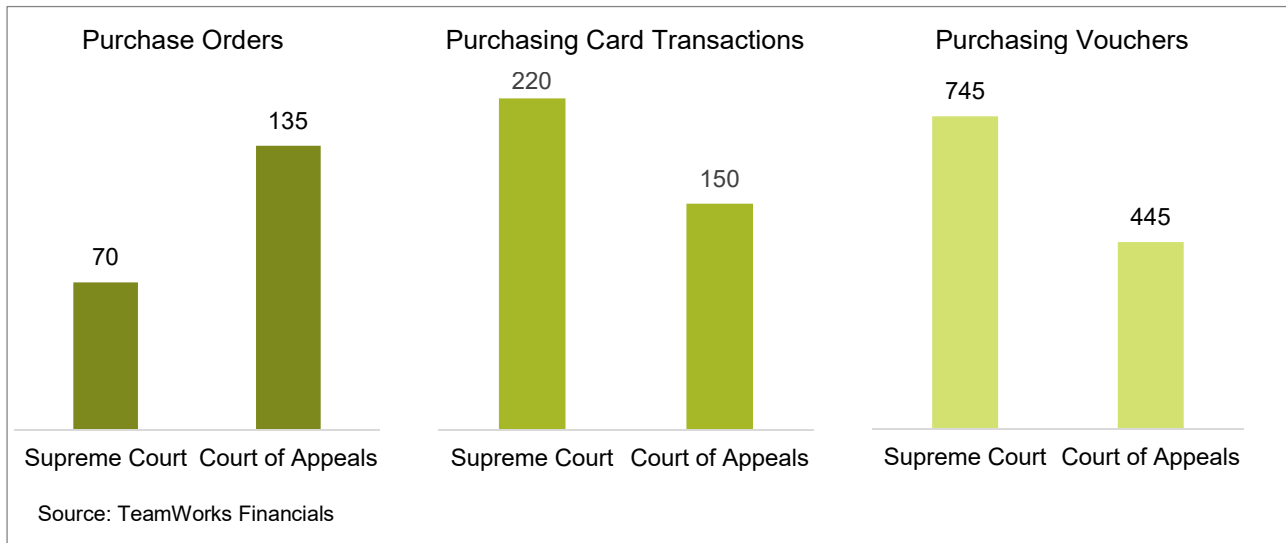 Purchase Orders
70
135
Supreme Court
Court of Appeals
Purchasing Card Transactions
220
150
Supreme Court
Court of Appeals
Purchasing Vouchers
745
445
Supreme Court
Court of Appeals
Source: TeamWorks Financials